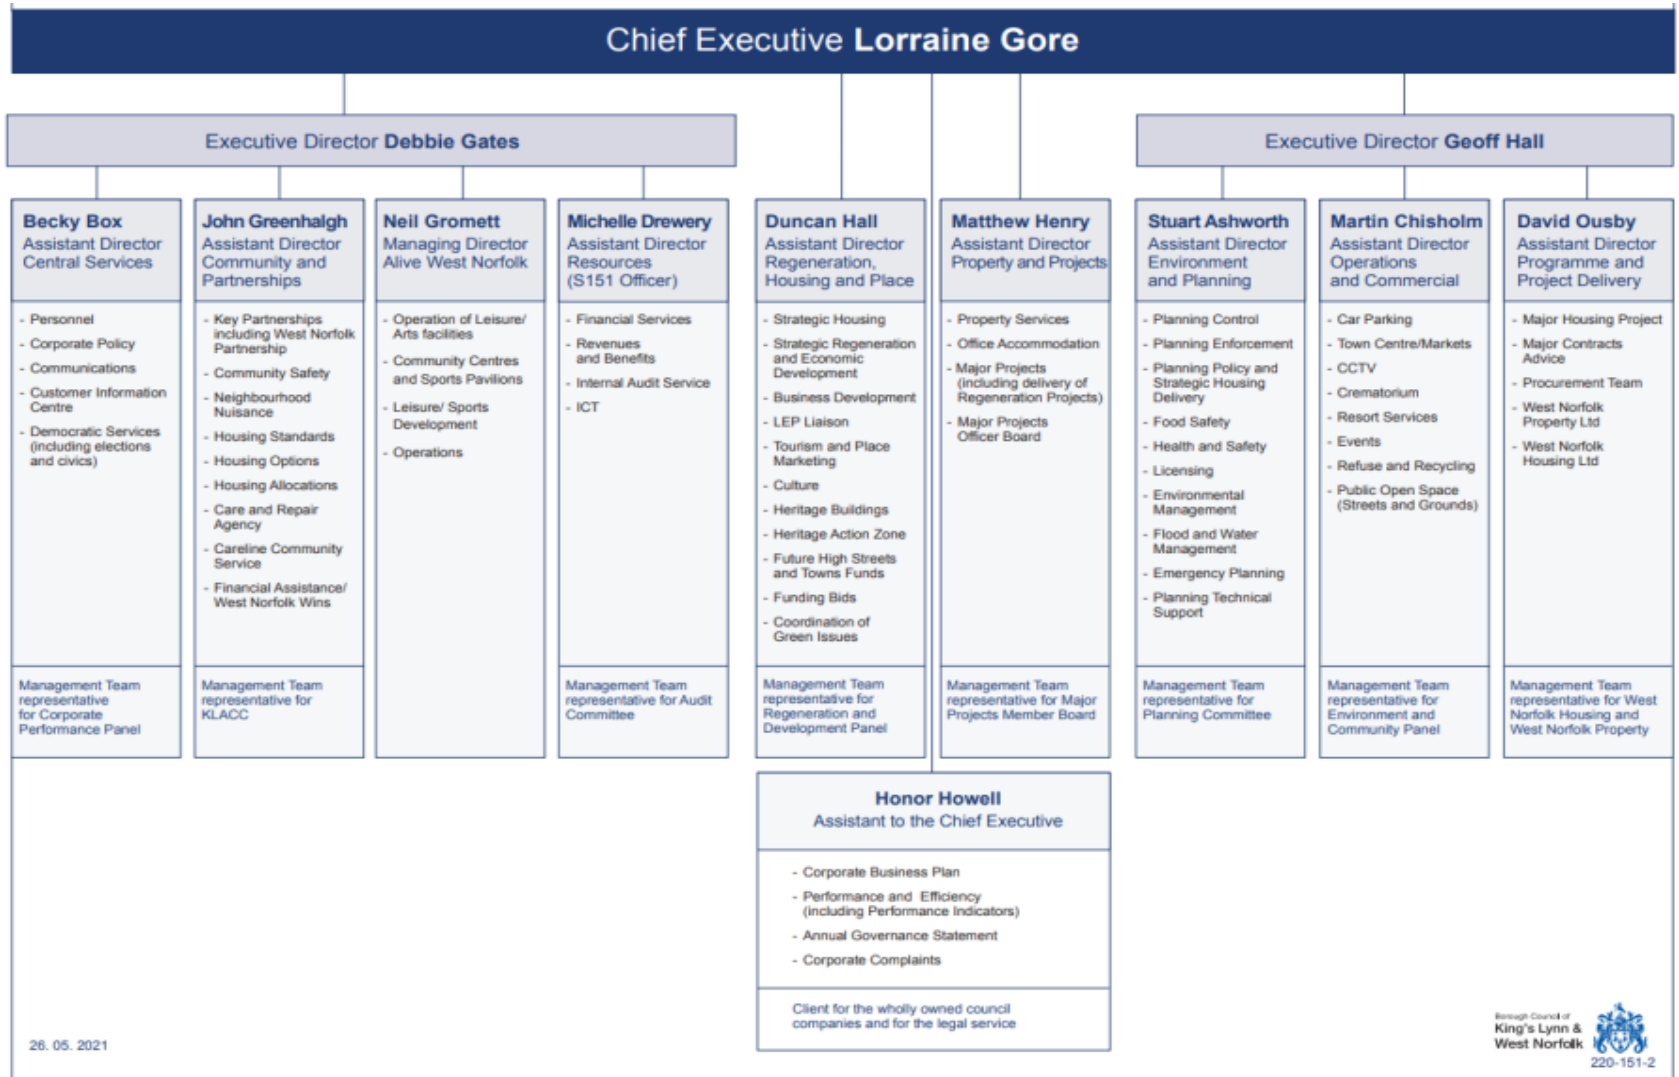 Chief Executive Lorraine Gore
Executive Director Debbie Gates
Executive Director Geoff Hall
Becky Box
Assistant Director
Central Services
- Personnel
- Corporate Policy
- Communications
- Customer Information
Centre
- Democratic Services
(including elections
and civics)
Management Team
representative
for Corporate
Performance Panel
John Greenhalgh
Assistant Director
Community and
Partnerships
- Key Partnerships
including West Norfolk
Partnership
- Community Safety
- Neighbourhood
Nuisance
- Housing Standards
- Housing Options
- Housing Allocations
- Care and Repair
Agency
- Careline Community
Service
- Financial Assistance/
West Norfolk Wins
Management Team
representative for
KLACC
Neil Gromett
Managing Director
Alive West Norfolk
- Operation of Leisure/
Arts facilities
- Community Centres
and Sports Pavilions
- Leisure/ Sports
Development
- Operations
Michelle Drewery
Assistant Director
Resources
(S151 Officer)
- Financial Services
- Revenues
and Benefits
- Internal Audit Service
- ICT
Management Team
representative for Audit
Committee
Duncan Hall
Assistant Director
Regeneration,
Housing and Place
- Strategic Housing
- Strategic Regeneration
and Economic
Development
- Business Development
- LEP Liaison
- Tourism and Place
Marketing
- Culture
- Heritage Buildings
- Heritage Action Zone
- Future High Streets
and Towns Funds
- Funding Bids
- Coordination of
Green Issues
Management Team
representative for
Regeneration and
Development Panel
Matthew Henry
Assistant Director
Property and Projects
- Property Services
- Office Accommodation
- Major Projects
(including delivery of
Regeneration Projects)
- Major Projects
Officer Board
Management Team
representative for Major
Projects Member Board
Stuart Ashworth
Assistant Director
Environment
and Planning
- Planning Control
- Planning Enforcement
- Planning Policy and
Strategic Housing
Delivery
- Food Safety
- Health and Safety
- Licensing
- Environmental
Management
- Flood and Water
Management
- Emergency Planning
- Planning Technical
Support
Management Team
representative for
Planning Committee
Martin Chisholm
Assistant Director
Operations
and Commercial
- Car Parking
- Town Centre/Markets
- CCTV
- Crematorium
- Resort Services
- Events
- Refuse and Recycling
- Public Open Space
(Streets and Grounds)
Management Team
representative for
Environment and
Community Panel
David Ousby
Assistant Director
Programme and
Project Delivery
- Major Housing Project
- Major Contracts
Advice
- Procurement Team
- West Norfolk
Property Ltd
- West Norfolk
Housing Ltd
Management Team
representative for West
Norfolk Housing and
West Norfolk Property
Honor Howell
Assistant to the Chief Executive
- Corporate Business Plan
- Performance and Efficiency
(including Performance Indicators)
- Annual Governance Statement
- Corporate Complaints
Client for the wholly owned council
companies and for the legal service
26. 05. 2021
Borough Council of
King's Lynn &
West Norfolk
220-151-2